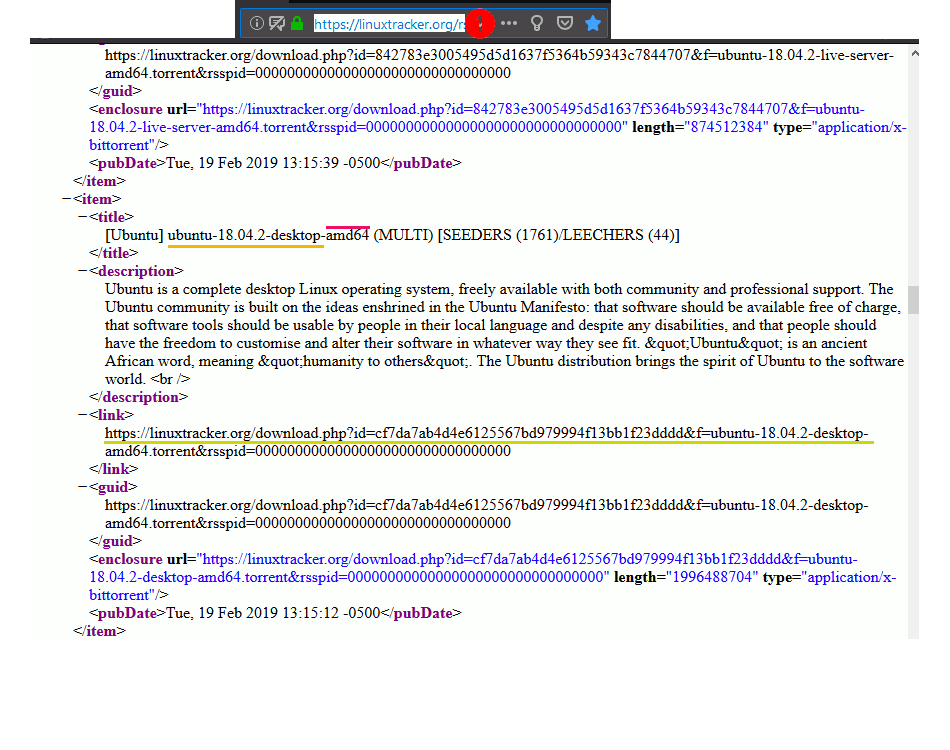 https://linuxtracker.org/rs
https://linuxtracker.org/download.php?id=842783e3005495d5d1637f5364b59343c7844707&f=ubuntu-18.04.2-live-server-
amd64.torrent&rsspid=00000000000000000000000000000000
</guid>
<enclosure url="https://linuxtracker.org/download.php?id=842783e3005495d5d1637f5364b59343c7844707&f=ubuntu-
18.04.2-live-server-amd64.torrent&rsspid=00000000000000000000000000000000" length="874512384" type="application/x-
bittorrent"/>
<pubDate>Tue, 19 Feb 2019 13:15:39 -0500</pubDate>
</item>
−<item>
−<title>
[Ubuntu] ubuntu-18.04.2-desktop-amd64 (MULTI) [SEEDERS (1761)/LEECHERS (44)]
</title>
−<description>
Ubuntu is a complete desktop Linux operating system, freely available with both community and professional support. The
Ubuntu community is built on the ideas enshrined in the Ubuntu Manifesto: that software should be available free of charge,
that software tools should be usable by people in their local language and despite any disabilities, and that people should
have the freedom to customise and alter their software in whatever way they see fit. &quot;Ubuntu&quot; is an ancient
African word, meaning &quot;humanity to others&quot;. The Ubuntu distribution brings the spirit of Ubuntu to the software
world. <br />
</description>
−<link>
https://linuxtracker.org/download.php?id=cf7da7ab4d4e6125567bd979994f13bb1f23dddd&f=ubuntu-18.04.2-desktop-
amd64.torrent&rsspid=00000000000000000000000000000000
</link>
−<guid>
https://linuxtracker.org/download.php?id=cf7da7ab4d4e6125567bd979994f13bb1f23dddd&f=ubuntu-18.04.2-desktop-
amd64.torrent&rsspid=00000000000000000000000000000000
</guid>
<enclosure url="https://linuxtracker.org/download.php?id=cf7da7ab4d4e6125567bd979994f13bb1f23dddd&f=ubuntu-
18.04.2-desktop-amd64.torrent&rsspid=00000000000000000000000000000000" length="1996488704" type="application/x-
bittorrent"/>
<pubDate>Tue, 19 Feb 2019 13:15:12 -0500</pubDate>
</item>